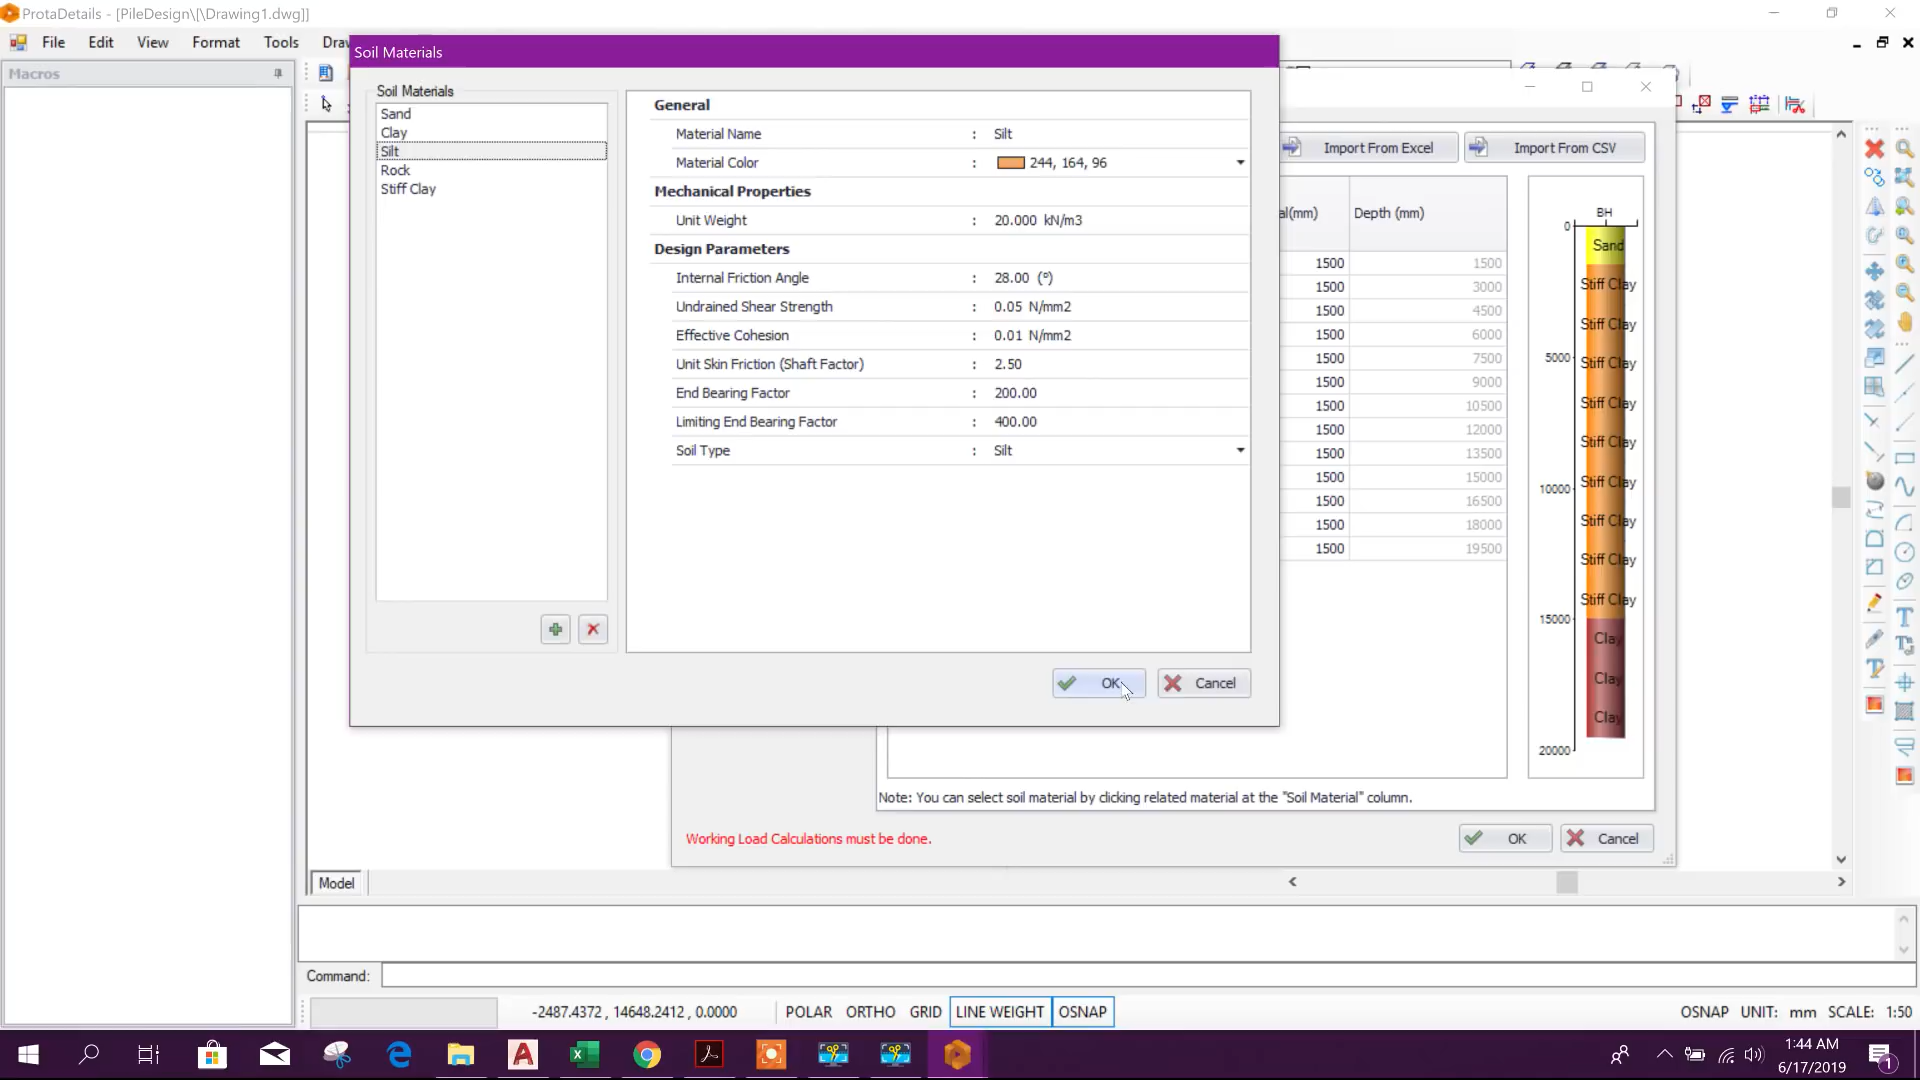 ProtaDetails - [PileDesign\[\Drawing1.dwg]]
File Edit View Format Tools Draw
Macros
Soil Materials
Soil Materials
Sand
Clay
Silt
Rock
Stiff Clay
General
Material Name : Silt
Material Color : 244, 164, 96
Mechanical Properties
Unit Weight : 20.000 kN/m3
Design Parameters
Internal Friction Angle : 28.00 (°)
Undrained Shear Strength : 0.05 N/mm2
Effective Cohesion : 0.01 N/mm2
Unit Skin Friction (Shaft Factor) : 2.50
End Bearing Factor : 200.00
Limiting End Bearing Factor : 400.00
Soil Type : Silt
OK Cancel
Import From Excel Import From CSV
al(mm) Depth (mm)
1500 1500
1500 3000
1500 4500
1500 6000
1500 7500
1500 9000
1500 10500
1500 12000
1500 13500
1500 15000
1500 16500
1500 18000
1500 19500
BH
0
Sand
Stiff Clay
Stiff Clay
5000
Stiff Clay
Stiff Clay
Stiff Clay
10000
Stiff Clay
Stiff Clay
Stiff Clay
Stiff Clay
15000
Clay
Clay
Clay
20000
Note: You can select soil material by clicking related material at the "Soil Material" column.
Working Load Calculations must be done.
OK Cancel
Model
Command:
-2487.4372 , 14648.2412 , 0.0000 POLAR ORTHO GRID LINE WEIGHT OSNAP OSNAP UNIT: mm SCALE: 1:50
1:44 AM
6/17/2019
1